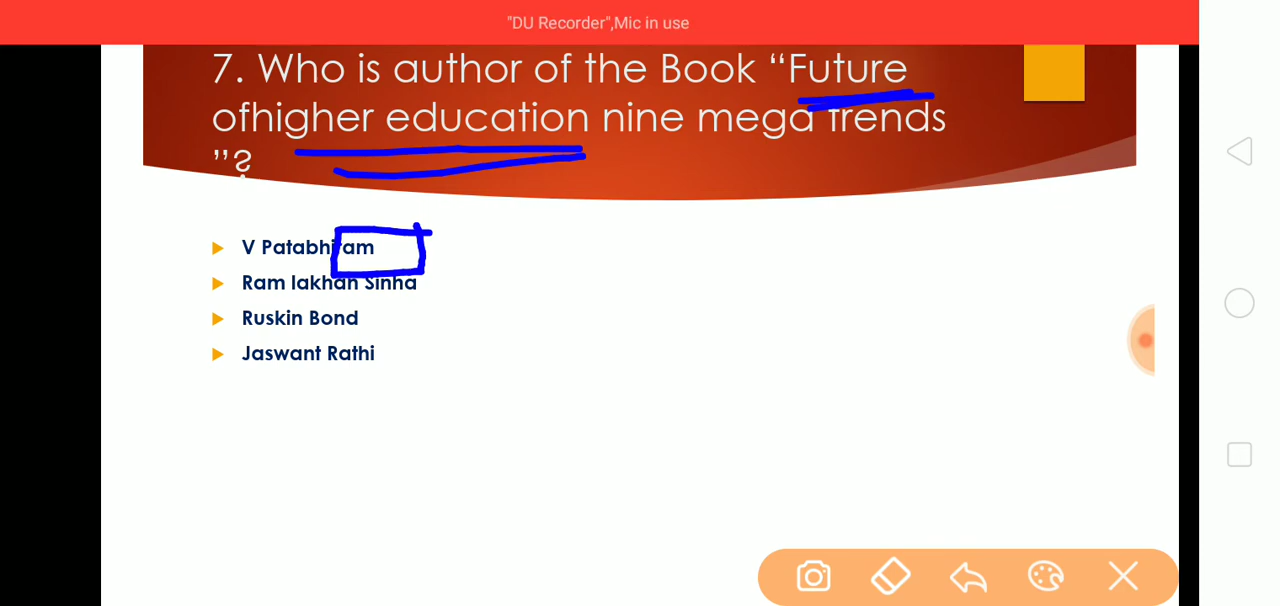 "DU Recorder",Mic in use
7. Who is author of the Book “Future
ofhigher education nine mega trends
”?
V Patabhiram
Ram lakhan Sinha
Ruskin Bond
Jaswant Rathi